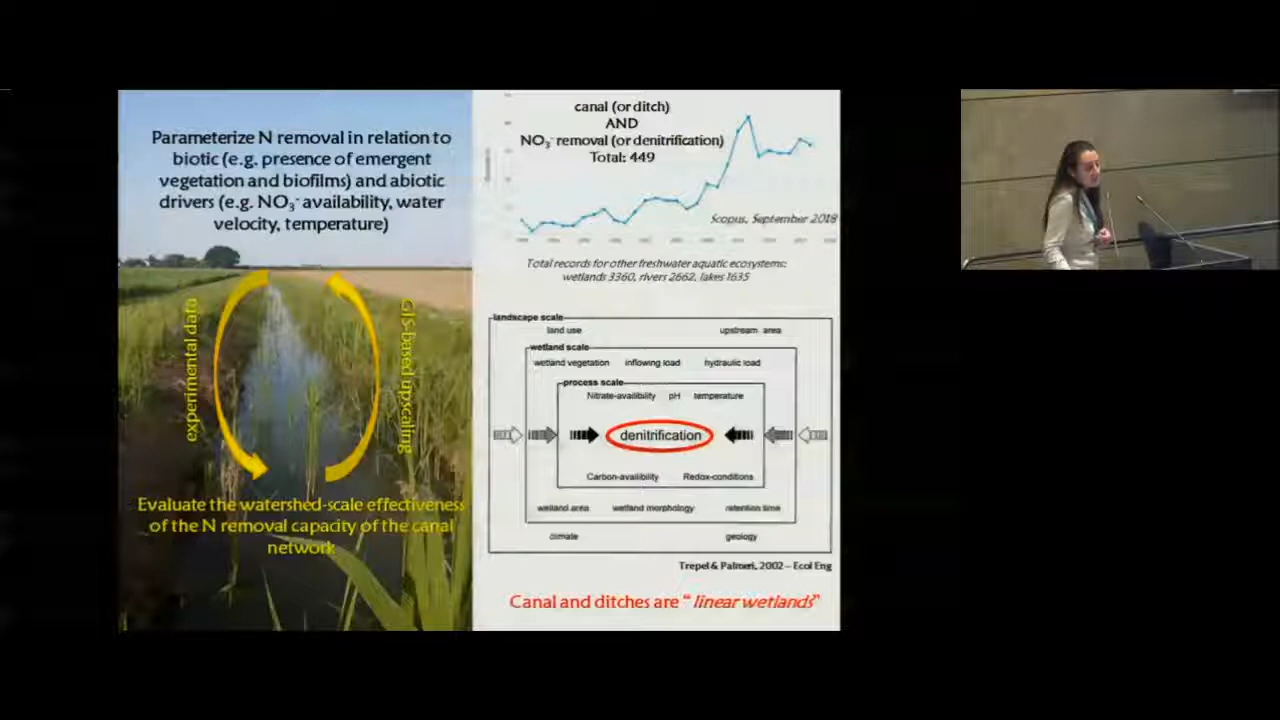 Parameterize N removal in relation to
biotic (e.g. presence of emergent
vegetation and biofilms) and abiotic
drivers (e.g. NO₃⁻ availability, water
velocity, temperature)
experimental data
GIS-based upscaling
Evaluate the watershed-scale effectiveness
of the N removal capacity of the canal
network
canal (or ditch)
AND
NO₃⁻ removal (or denitrification)
Total: 449
Scopus, September 2018
Total records for other freshwater aquatic ecosystems:
wetlands 3360, rivers 2662, lakes 1635
landscape scale
land use upstream area
wetland scale
wetland vegetation inflowing load hydraulic load
process scale
Nitrate-availibility pH temperature
denitrification
Carbon-availibility Redox-conditions
wetland area wetland morphology retention time
climate geology
Trepel & Palmeri, 2002 – Ecol Eng
Canal and ditches are " linear wetlands"